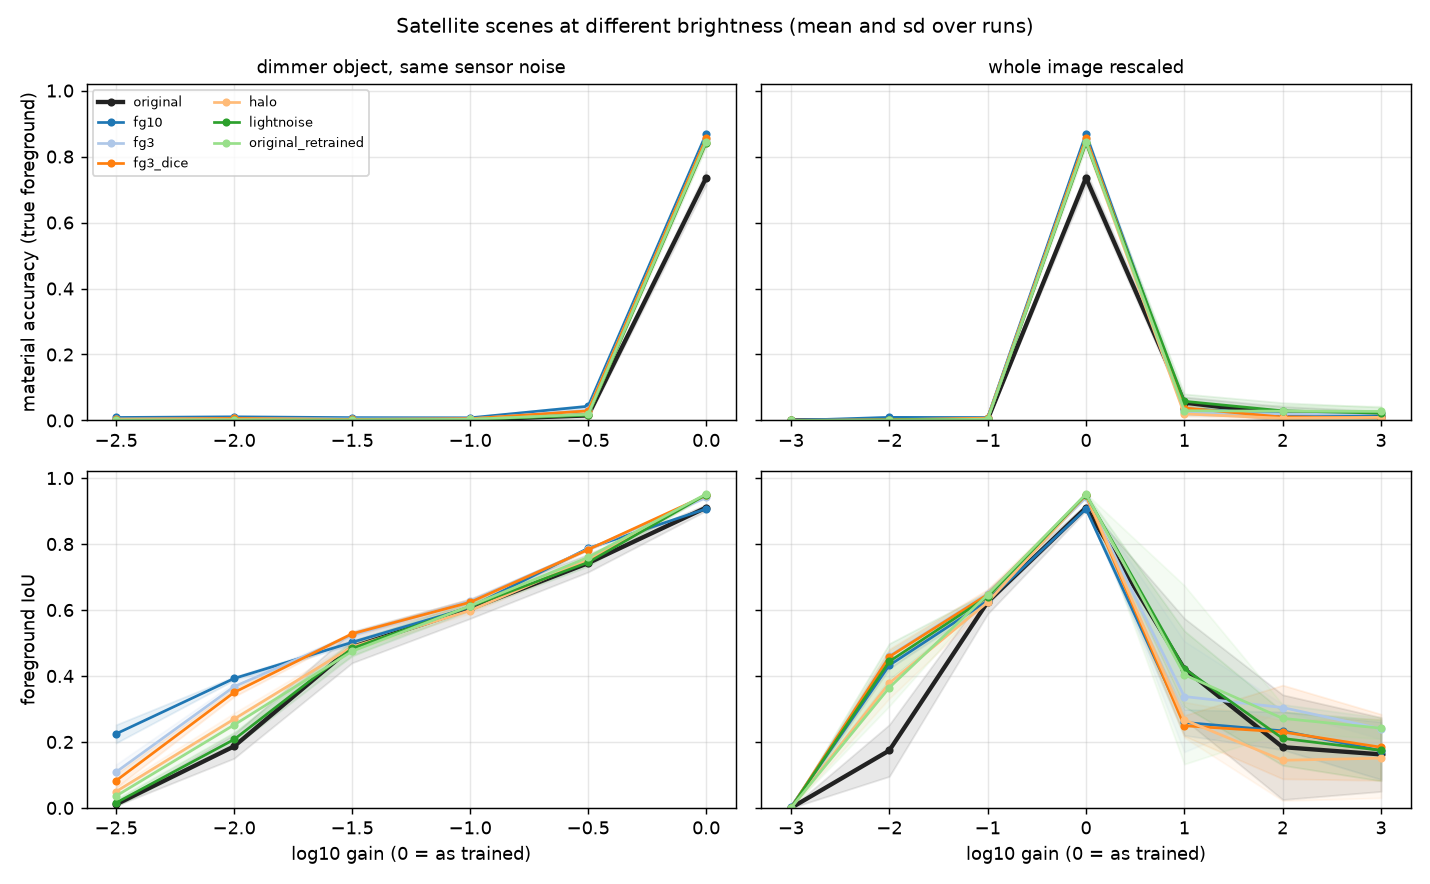 Satellite scenes at different brightness (mean and sd over runs)
dimmer object, same sensor noise
whole image rescaled
material accuracy (true foreground)
1.0
0.8
0.6
0.4
0.2
0.0
original
fg10
fg3
fg3_dice
halo
lightnoise
original_retrained
−2.5 −2.0 −1.5 −1.0 −0.5 0.0
−3 −2 −1 0 1 2 3
foreground IoU
1.0
0.8
0.6
0.4
0.2
0.0
−2.5 −2.0 −1.5 −1.0 −0.5 0.0
−3 −2 −1 0 1 2 3
log10 gain (0 = as trained)
log10 gain (0 = as trained)